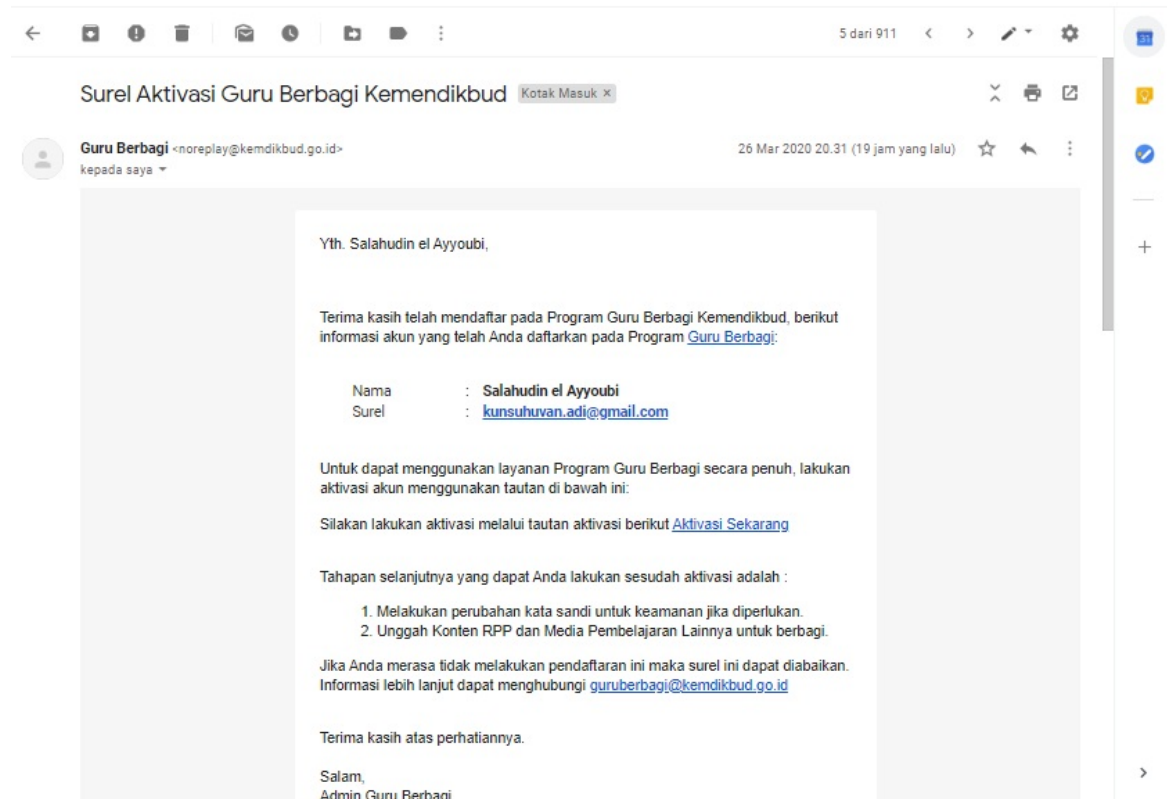 5 dari 911
31
Surel Aktivasi Guru Berbagi Kemendikbud Kotak Masuk ×
Guru Berbagi <noreplay@kemdikbud.go.id> 26 Mar 2020 20.31 (19 jam yang lalu)
kepada saya
Yth. Salahudin el Ayyoubi,
Terima kasih telah mendaftar pada Program Guru Berbagi Kemendikbud, berikut
informasi akun yang telah Anda daftarkan pada Program Guru Berbagi:
Nama : Salahudin el Ayyoubi
Surel : kunsuhuvan.adi@gmail.com
Untuk dapat menggunakan layanan Program Guru Berbagi secara penuh, lakukan
aktivasi akun menggunakan tautan di bawah ini:
Silakan lakukan aktivasi melalui tautan aktivasi berikut Aktivasi Sekarang
Tahapan selanjutnya yang dapat Anda lakukan sesudah aktivasi adalah :
1. Melakukan perubahan kata sandi untuk keamanan jika diperlukan.
2. Unggah Konten RPP dan Media Pembelajaran Lainnya untuk berbagi.
Jika Anda merasa tidak melakukan pendaftaran ini maka surel ini dapat diabaikan.
Informasi lebih lanjut dapat menghubungi guruberbagi@kemdikbud.go.id
Terima kasih atas perhatiannya.
Salam,
Admin Guru Berbagi